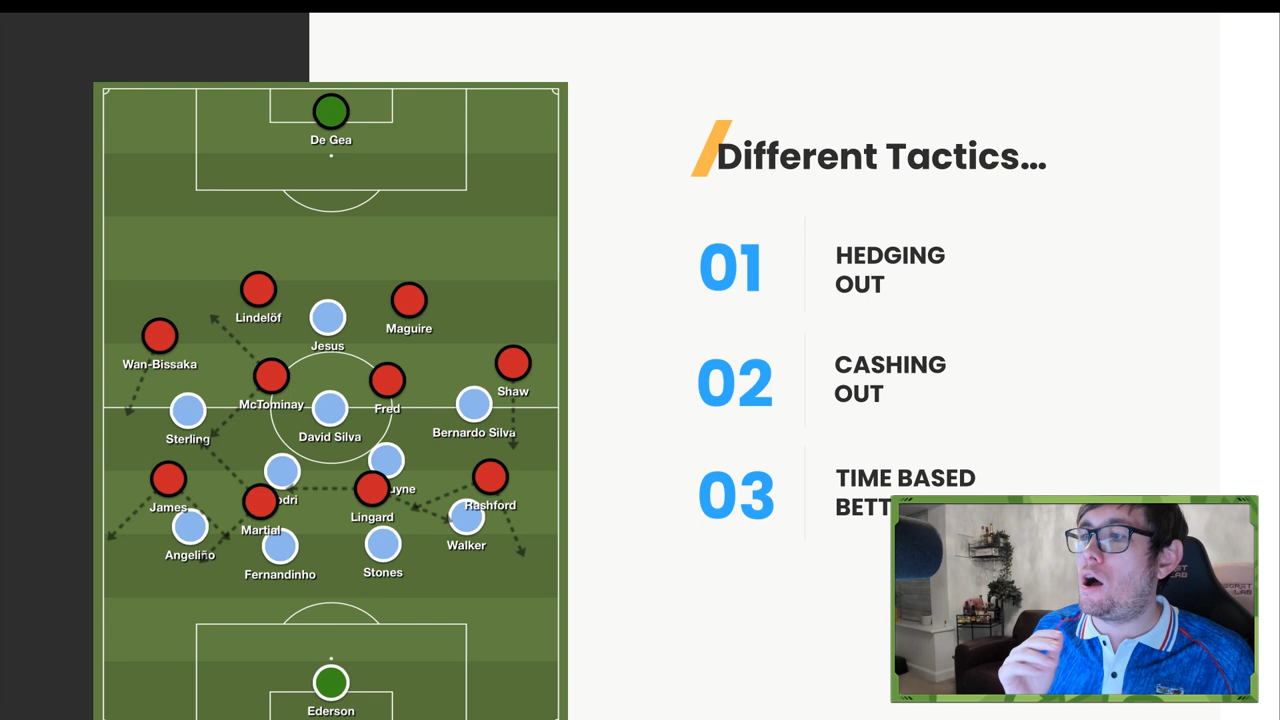 De Gea
Lindelöf
Maguire
Jesus
Wan-Bissaka
Shaw
McTominay
Fred
Sterling
David Silva
Bernardo Silva
James
Martial
Lingard
Rashford
Angeliño
Fernandinho
Stones
Walker
Ederson
Different Tactics...
01
HEDGING
OUT
02
CASHING
OUT
03
TIME BASED